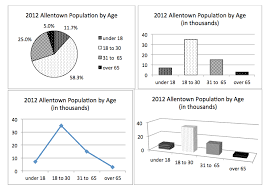 2012 Allentown Population by Age
5.0%
11.7%
25.0%
58.3%
under 18
18 to 30
31 to 65
over 65
2012 Allentown Population by Age
(in thousands)
40
30
20
10
0
under 18
18 to 30
31 to 65
over 65
2012 Allentown Population by Age
(in thousands)
40
30
20
10
0
under 18
18 to 30
31 to 65
over 65
2012 Allentown Population by Age
(in thousands)
40
20
0
under 18
18 to 30
31 to 65
over 65